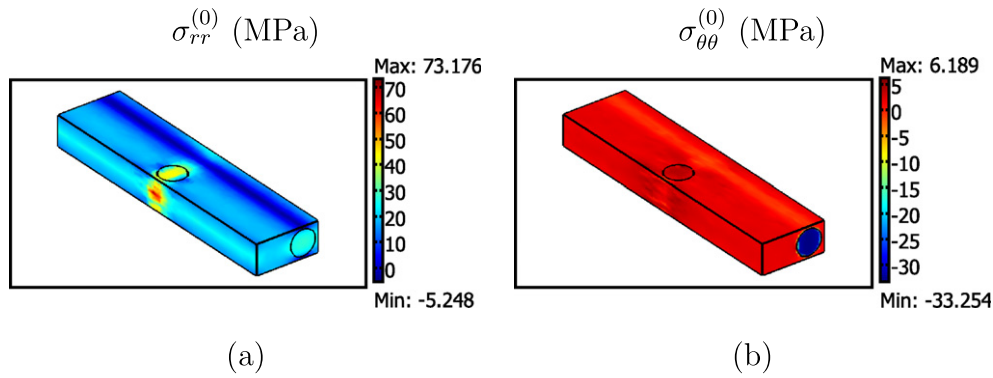 σ_rr^(0) (MPa)
Max: 73.176
70
60
50
40
30
20
10
0
Min: -5.248
(a)
σ_θθ^(0) (MPa)
Max: 6.189
5
0
-5
-10
-15
-20
-25
-30
Min: -33.254
(b)